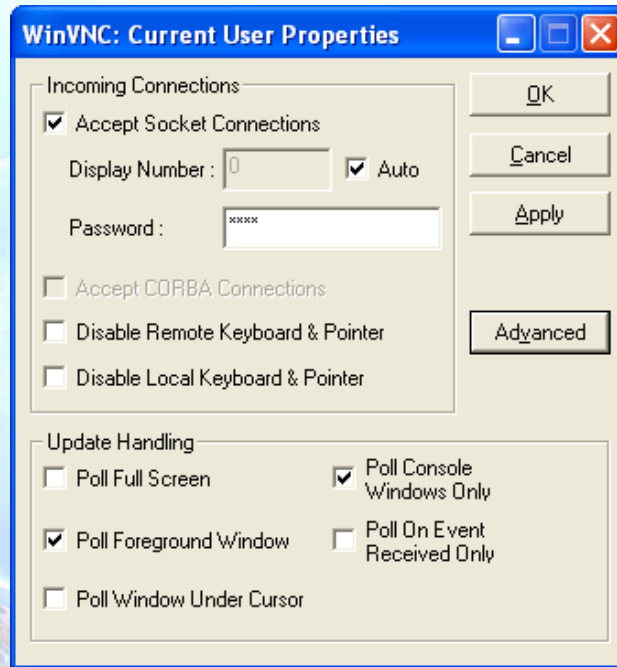 WinVNC: Current User Properties
Incoming Connections
OK
Accept Socket Connections
Cancel
Display Number : 0 Auto
Apply
Password : ****
Accept CORBA Connections
Disable Remote Keyboard & Pointer
Advanced
Disable Local Keyboard & Pointer
Update Handling
Poll Full Screen
Poll Console
Windows Only
Poll Foreground Window
Poll On Event
Received Only
Poll Window Under Cursor